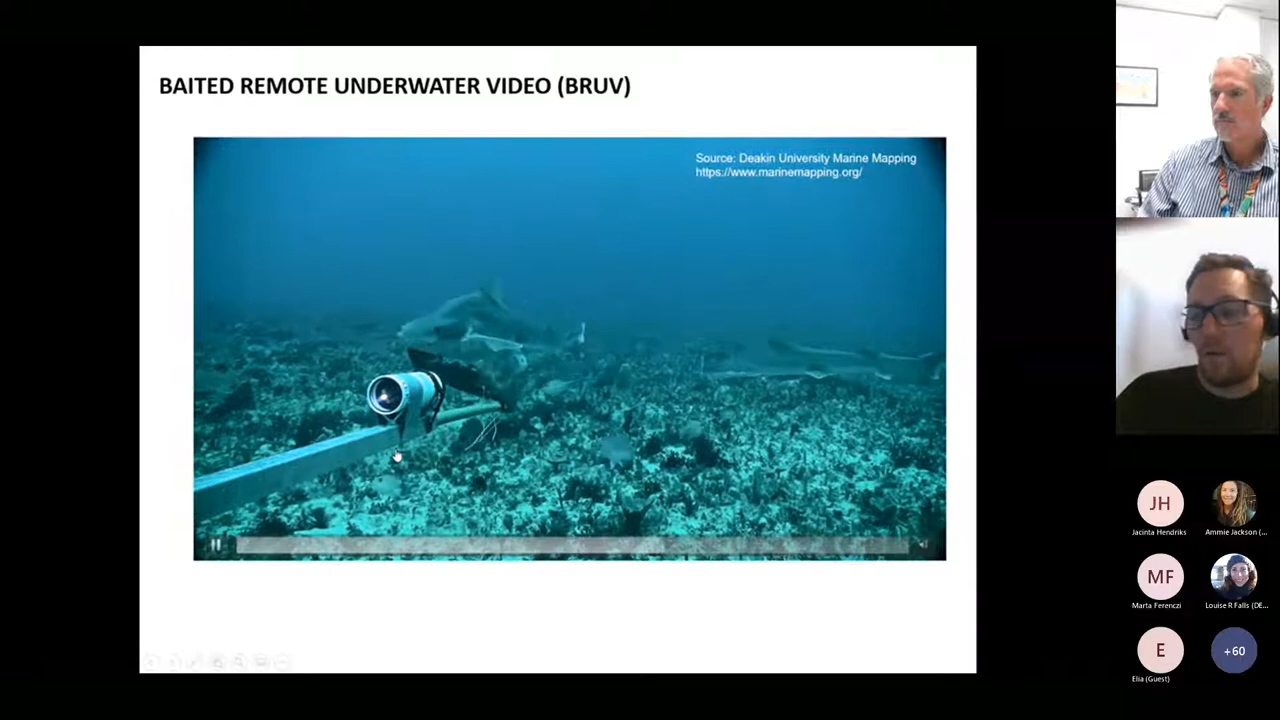 BAITED REMOTE UNDERWATER VIDEO (BRUV)
Source: Deakin University Marine Mapping
https://www.marinemapping.org/
JH
Jacinta Hendriks
Ammie Jackson (...
MF
Marta Ferenczi
Louise R Falls (DE...
E
Elia (Guest)
+60